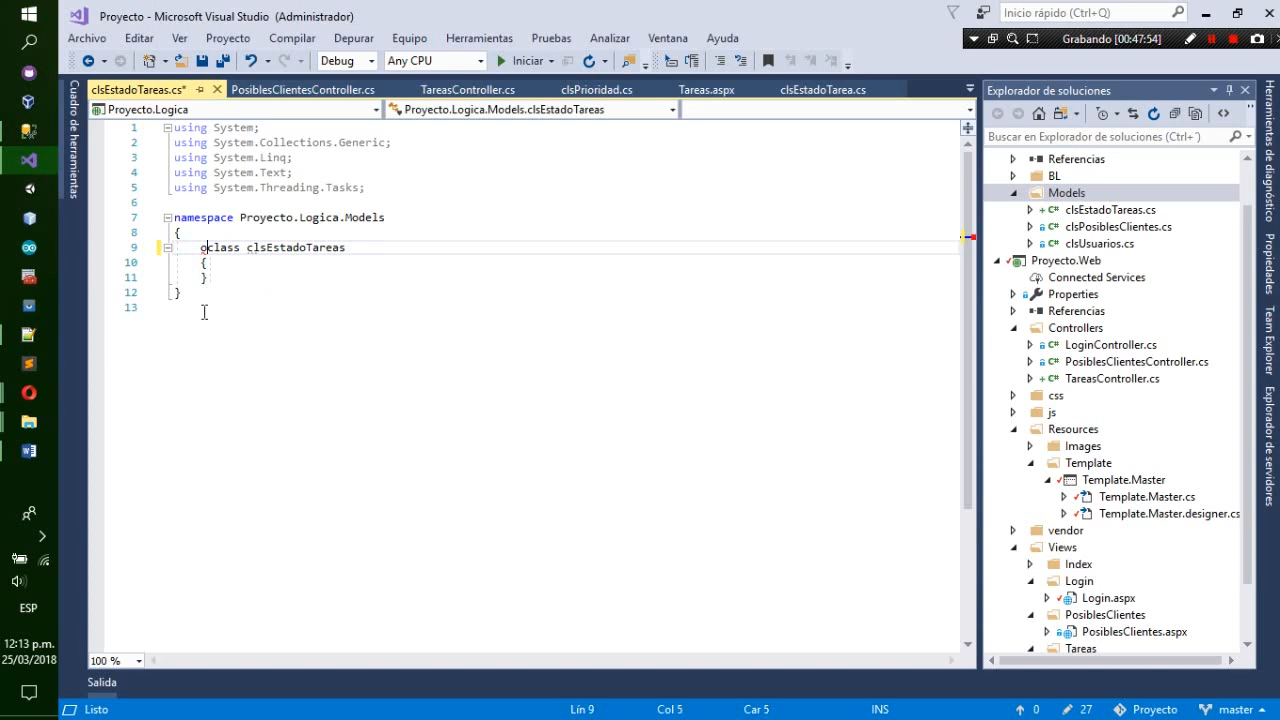 Proyecto - Microsoft Visual Studio (Administrador)
Inicio rápido (Ctrl+Q)
Archivo Editar Ver Proyecto Compilar Depurar Equipo Herramientas Ventana Pruebas Analizar Ayuda
Grabando [00:47:54]
Debug Any CPU Iniciar
clsEstadoTareas.cs* PosiblesClientesController.cs TareasController.cs clsPrioridad.cs Tareas.aspx clsEstadoTarea.cs
Proyecto.Logica Proyecto.Logica.Models.clsEstadoTareas
Cuadro de herramientas
1 using System;
2 using System.Collections.Generic;
3 using System.Linq;
4 using System.Text;
5 using System.Threading.Tasks;
6
7 namespace Proyecto.Logica.Models
8 {
9 oclass clsEstadoTareas
10 {
11 }
12 }
13
100 %
Salida
Explorador de soluciones
Buscar en Explorador de soluciones (Ctrl+´)
Referencias
BL
Models
clsEstadoTareas.cs
clsPosiblesClientes.cs
clsUsuarios.cs
Proyecto.Web
Connected Services
Properties
Referencias
Controllers
LoginController.cs
PosiblesClientesController.cs
TareasController.cs
css
js
Resources
Images
Template
Template.Master
Template.Master.cs
Template.Master.designer.cs
vendor
Views
Index
Login
Login.aspx
PosiblesClientes
PosiblesClientes.aspx
Tareas
Herramientas de diagnóstico
Team Explorer
Explorador de servidores
ESP
12:13 p.m.
25/03/2018
Listo Lín 9 Col 5 Car 5 INS 0 27 Proyecto master